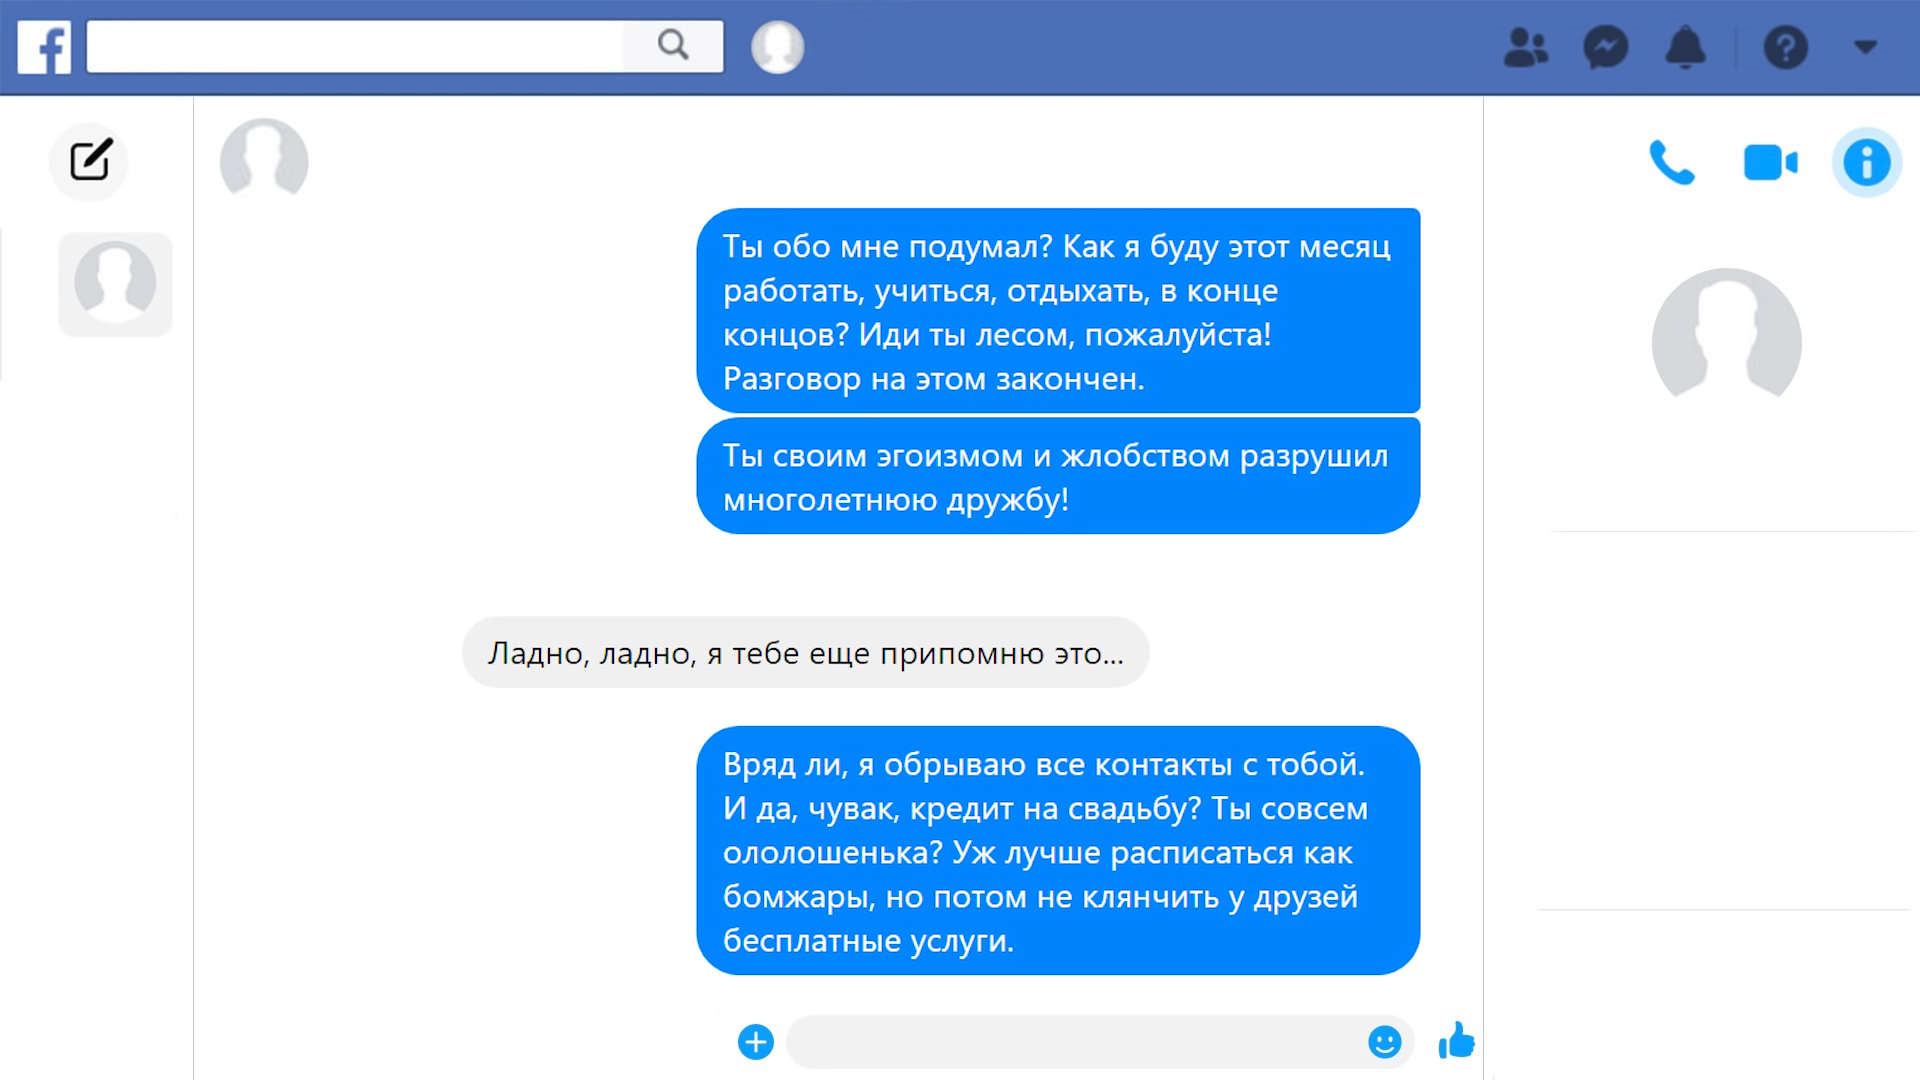 Ты обо мне подумал? Как я буду этот месяц
работать, учиться, отдыхать, в конце
концов? Иди ты лесом, пожалуйста!
Разговор на этом закончен.
Ты своим эгоизмом и жлобством разрушил
многолетнюю дружбу!
Ладно, ладно, я тебе еще припомню это...
Вряд ли, я обрываю все контакты с тобой.
И да, чувак, кредит на свадьбу? Ты совсем
ололошенька? Уж лучше расписаться как
бомжары, но потом не клянчить у друзей
бесплатные услуги.